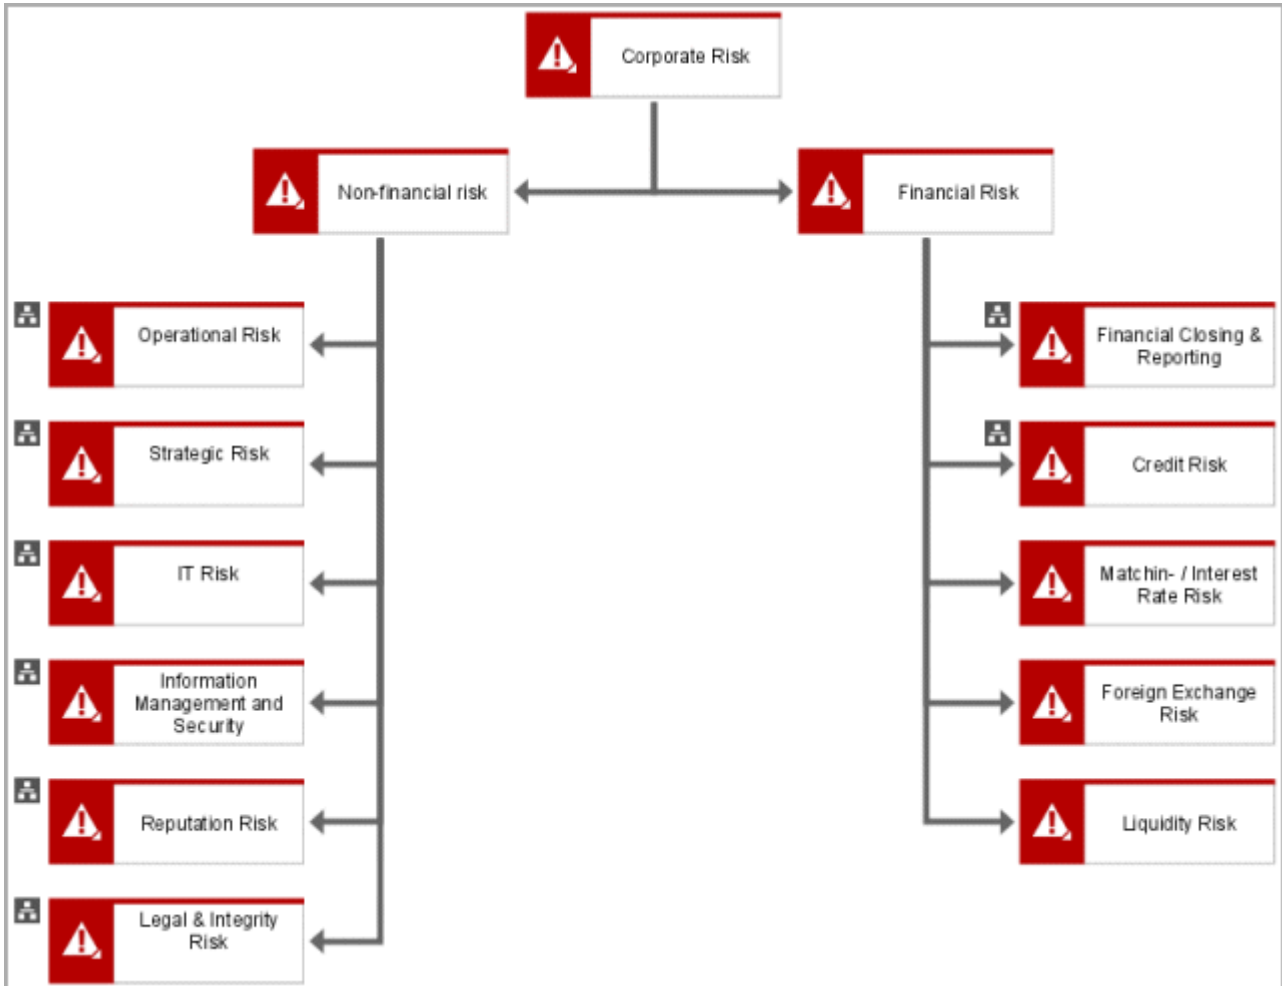 Corporate Risk
Non-financial risk
Financial Risk
Operational Risk
Financial Closing &
Reporting
Strategic Risk
Credit Risk
IT Risk
Matchin- / Interest
Rate Risk
Information
Management and
Security
Foreign Exchange
Risk
Reputation Risk
Liquidity Risk
Legal & Integrity
Risk